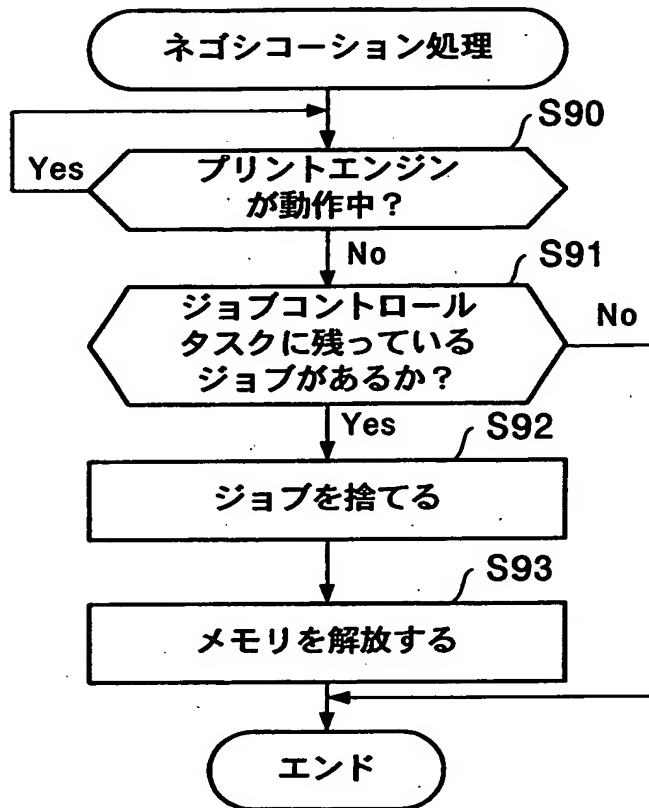 ネゴシコーション処理
S90
Yes
プリントエンジン
が動作中？
No
S91
ジョブコントロール
タスクに残っている
ジョブがあるか？
No
Yes
S92
ジョブを捨てる
S93
メモリを解放する
エンド